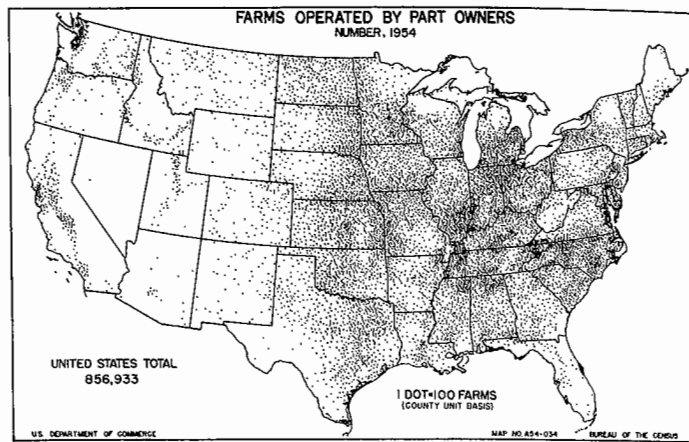 FARMS OPERATED BY PART OWNERS
NUMBER, 1954
UNITED STATES TOTAL
856,933
1 DOT=100 FARMS
(COUNTY UNIT BASIS)
U.S. DEPARTMENT OF COMMERCE
MAP NO. A54-034
BUREAU OF THE CENSUS